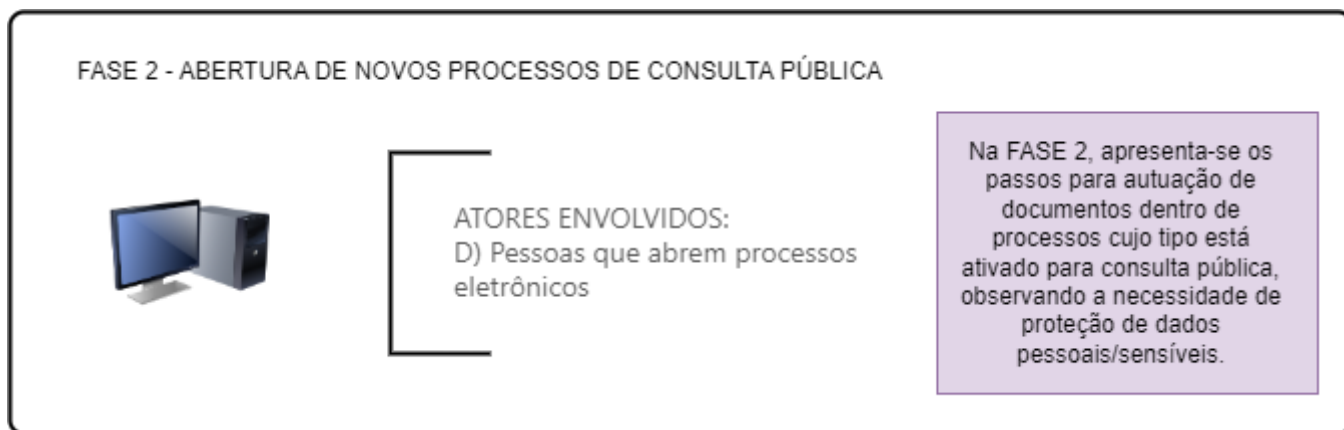 FASE 2 - ABERTURA DE NOVOS PROCESSOS DE CONSULTA PÚBLICA
ATORES ENVOLVIDOS:
D) Pessoas que abrem processos
eletrônicos
Na FASE 2, apresenta-se os
passos para autuação de
documentos dentro de
processos cujo tipo está
ativado para consulta pública,
observando a necessidade de
proteção de dados
pessoais/sensíveis.